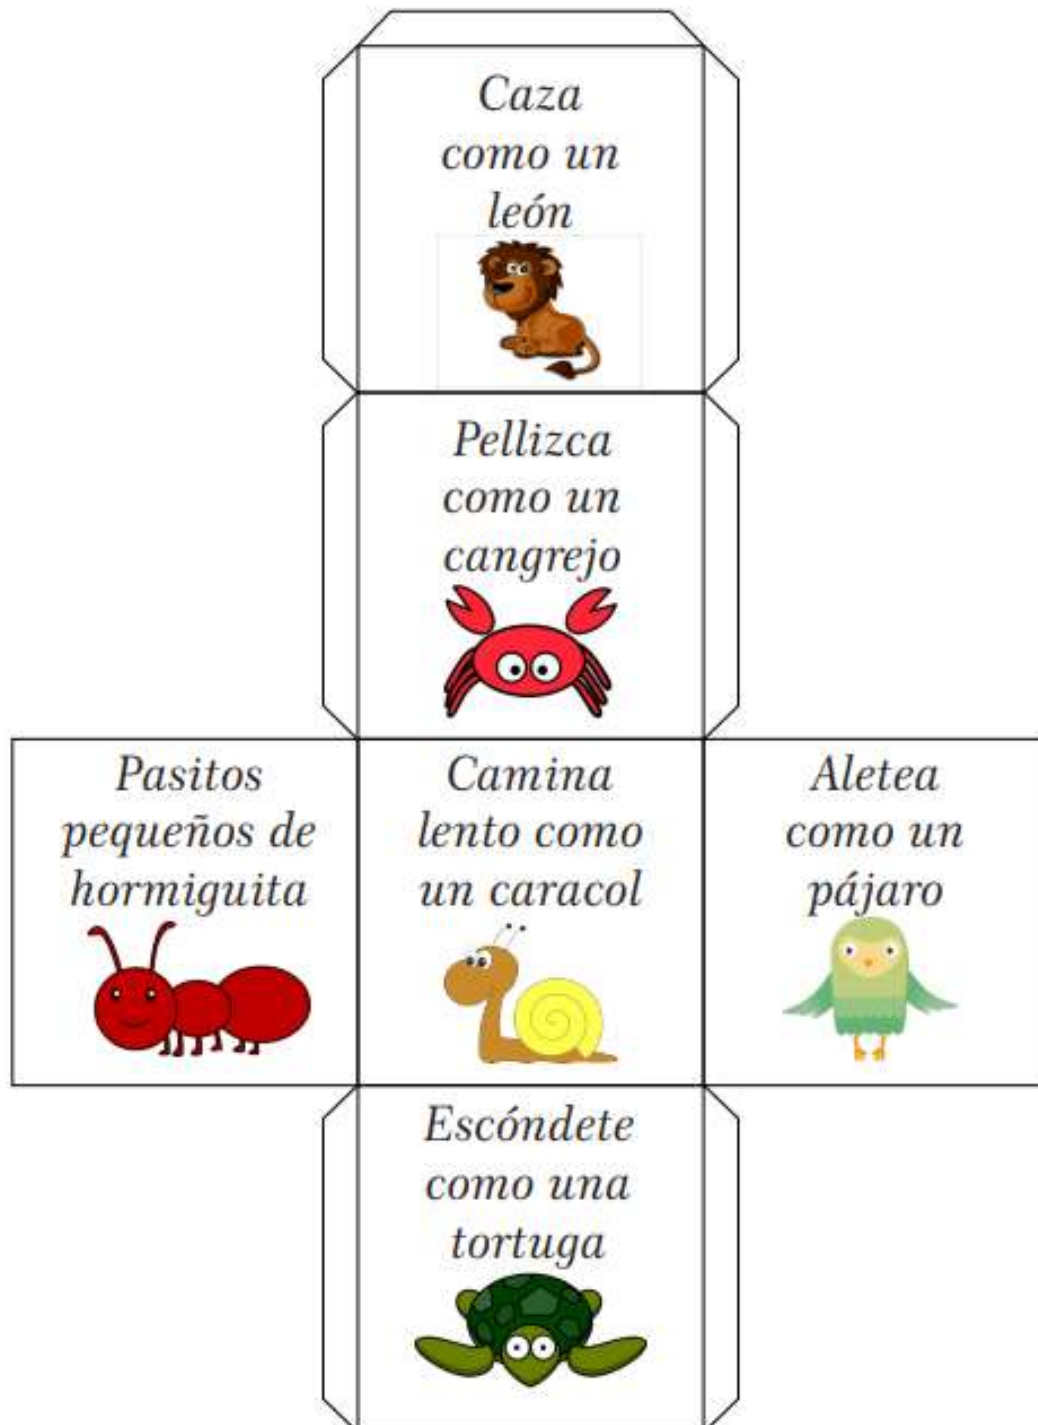 Caza
como un
león
Pellizca
como un
cangrejo
Pasitos
pequeños de
hormiguita
Camina
lento como
un caracol
Aletea
como un
pájaro
Escóndete
como una
tortuga